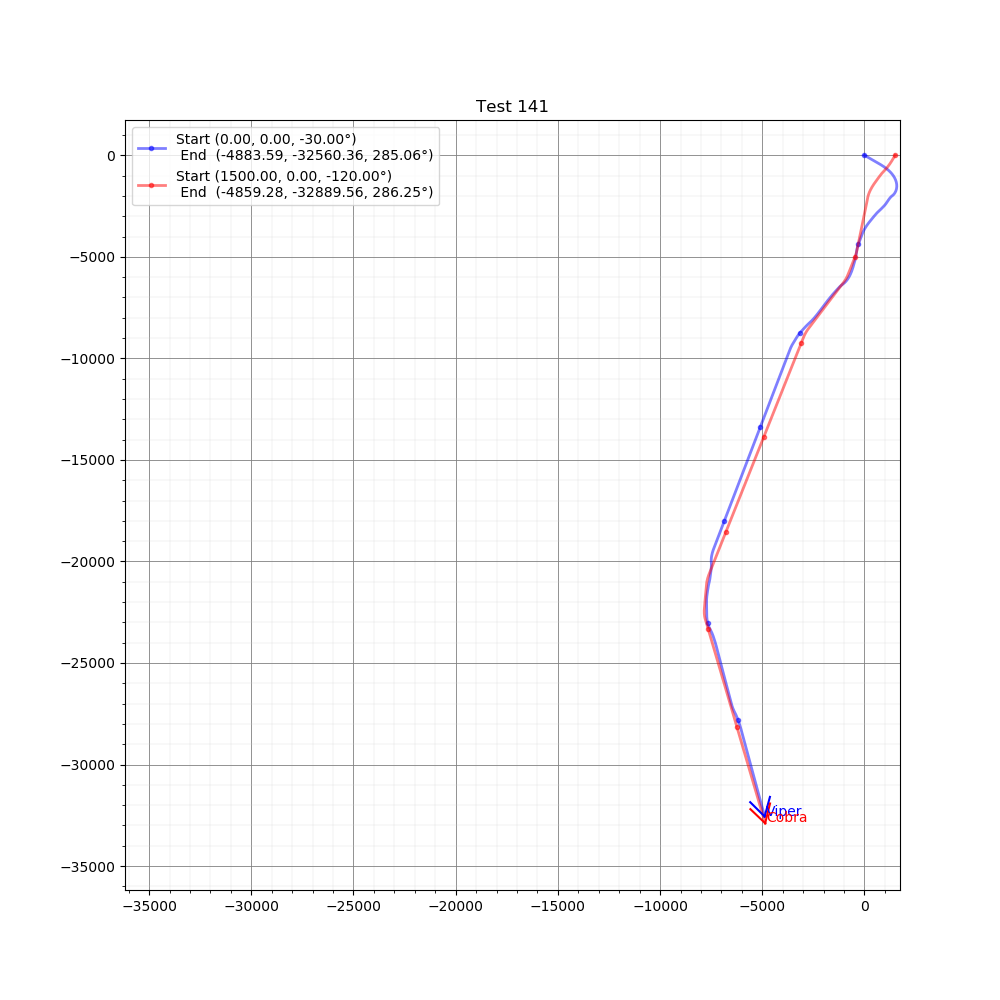 Test 141
Start (0.00, 0.00, -30.00°)
End  (-4883.59, -32560.36, 285.06°)
Start (1500.00, 0.00, -120.00°)
End  (-4859.28, -32889.56, 286.25°)
0
−5000
−10000
−15000
−20000
−25000
−30000
−35000
Viper
Cobra
−35000 −30000 −25000 −20000 −15000 −10000 −5000 0